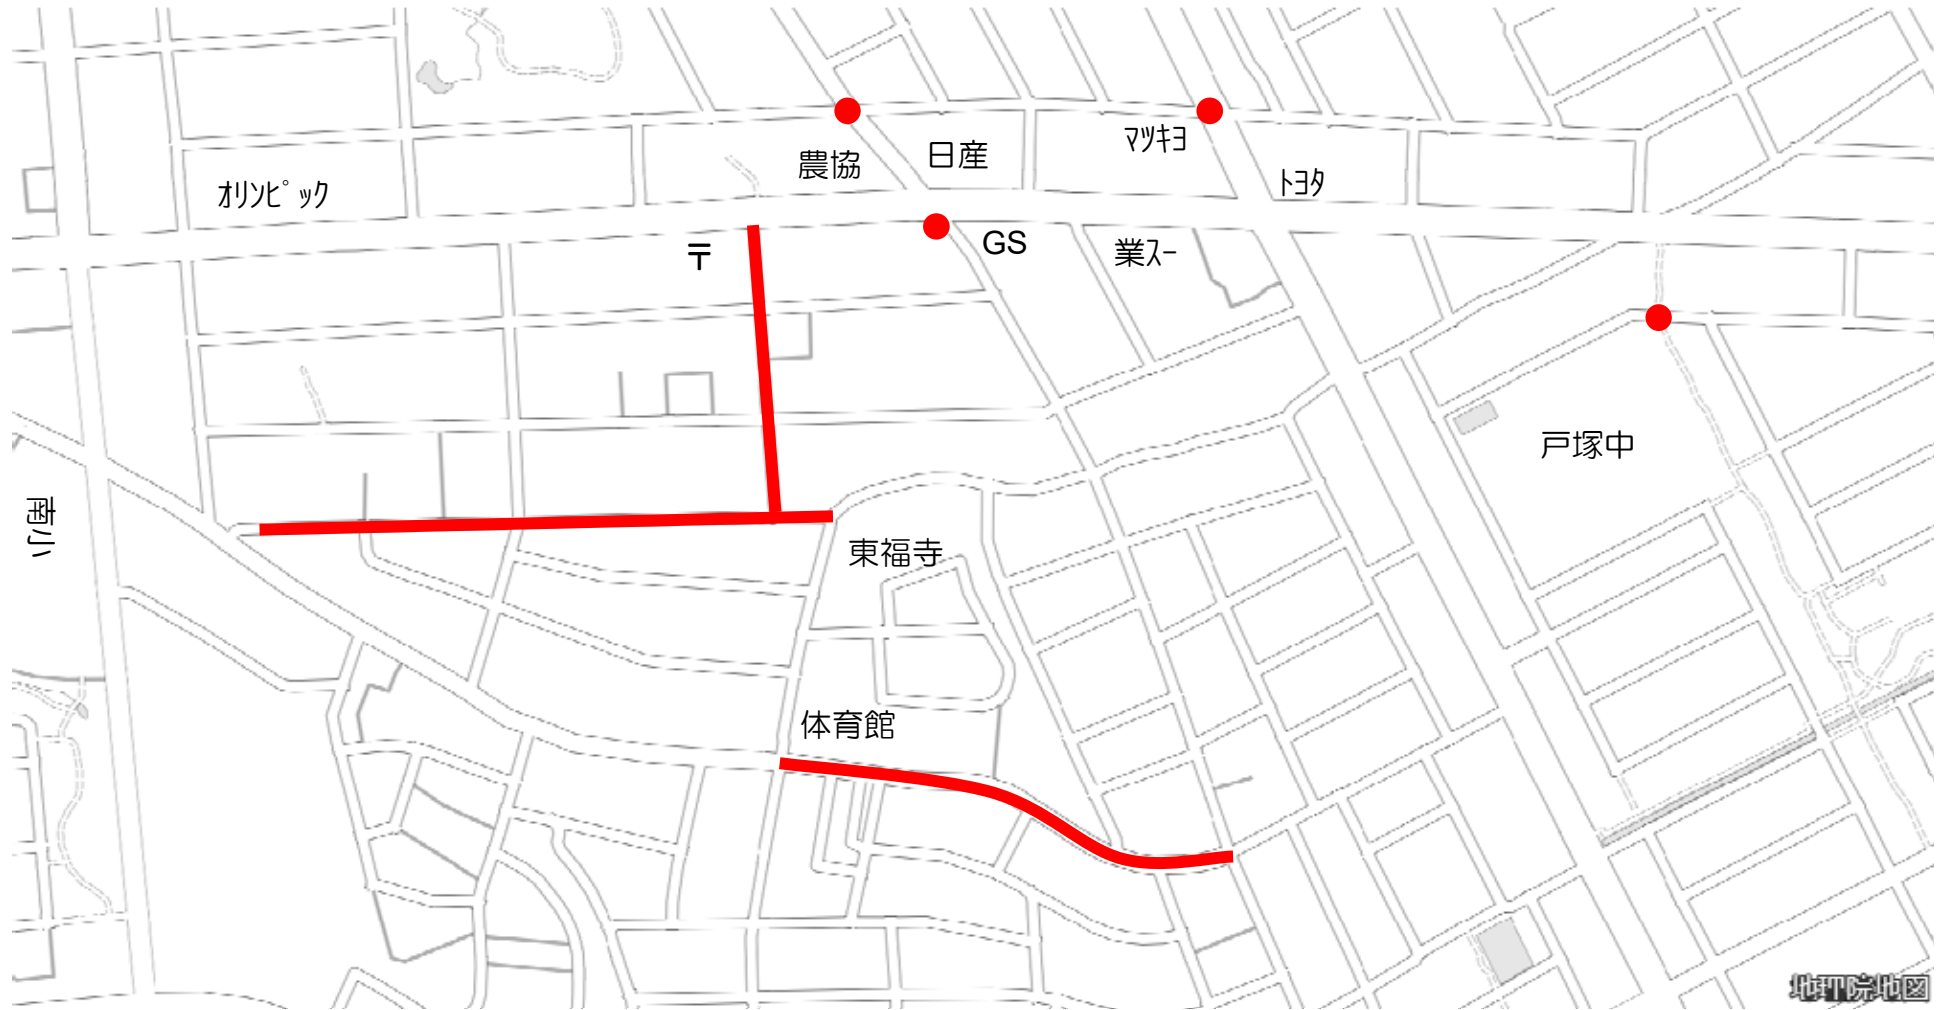 農協
日産
ﾏﾂｷﾖ
ｵﾘﾝﾋﾟｯｸ
ﾄﾖﾀ
〒
GS
業ｽｰ
戸塚中
南小
東福寺
体育館
地理院地図